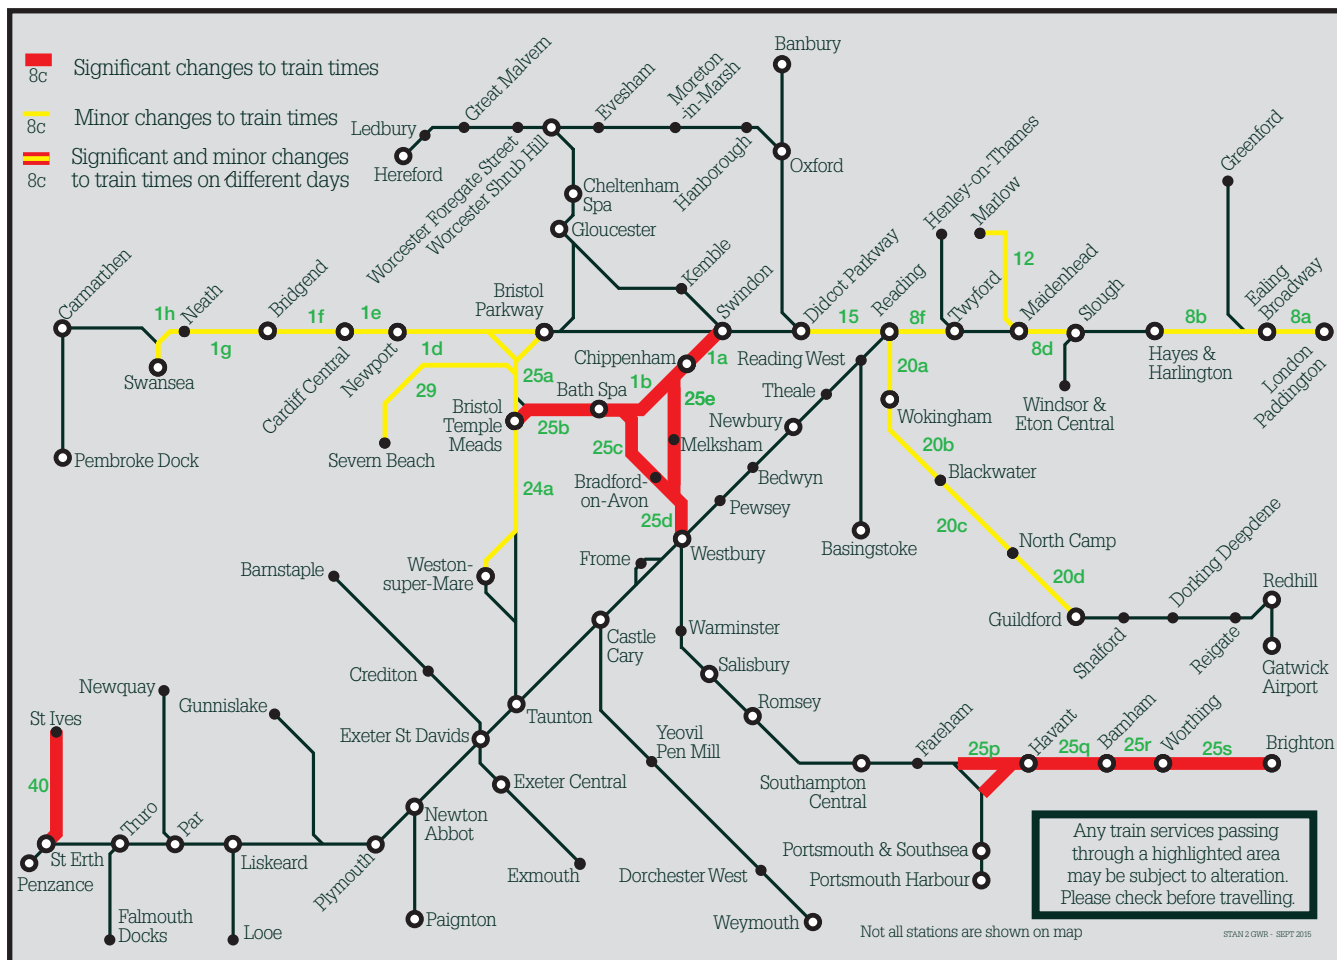 8c
Significant changes to train times
8c
Minor changes to train times
8c
Significant and minor changes
to train times on different days
Banbury
Great Malvern
Evesham
Moreton
-in-Marsh
Ledbury
Hereford
Worcester Foregate Street
Worcester Shrub Hill
Hanborough
Oxford
Cheltenham
Spa
Gloucester
Kemble
Henley-on-Thames
Marlow
Greenford
Carmarthen
1h
Neath
Bridgend
1f
1e
Bristol
Parkway
Swindon
Didcot Parkway
15
Reading
8f
Twyford
12
Maidenhead
Slough
8b
Ealing
Broadway
8a
Swansea
1g
Cardiff Central
Newport
1d
29
25a
Chippenham
1a
1b
Reading West
20a
8d
Hayes &
Harlington
London
Paddington
Windsor &
Eton Central
Bath Spa
25e
Theale
Newbury
Wokingham
Pembroke Dock
Severn Beach
Bristol
Temple
Meads
25b
25c
Melksham
20b
Bradford-
on-Avon
Bedwyn
Blackwater
24a
25d
Pewsey
20c
Westbury
Basingstoke
North Camp
Barnstaple
Weston-
super-Mare
Frome
20d
Guildford
Shalford
Dorking Deepdene
Reigate
Redhill
Gatwick
Airport
Castle
Cary
Warminster
Crediton
Salisbury
Newquay
Gunnislake
St Ives
Taunton
Romsey
Exeter St Davids
Yeovil
Pen Mill
Fareham
25p
Havant
25q
Barnham
25r
Worthing
25s
Brighton
40
Exeter Central
Southampton
Central
Truro
Par
Newton
Abbot
St Erth
Penzance
Liskeard
Plymouth
Exmouth
Dorchester West
Portsmouth & Southsea
Portsmouth Harbour
Falmouth
Docks
Looe
Paignton
Weymouth
Any train services passing
through a highlighted area
may be subject to alteration.
Please check before travelling.
Not all stations are shown on map
STAN 2 GWR - SEPT 2015